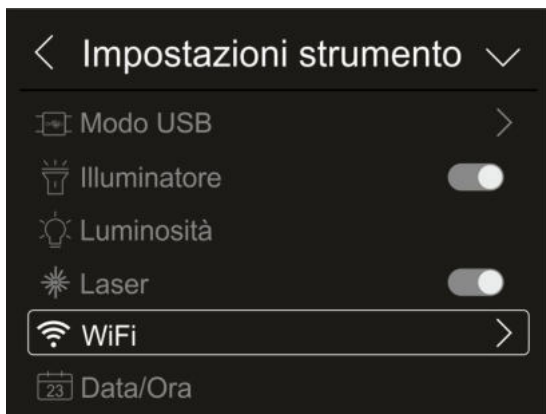 Impostazioni strumento
Modo USB
Illuminatore
Luminosità
Laser
WiFi
23 Data/Ora